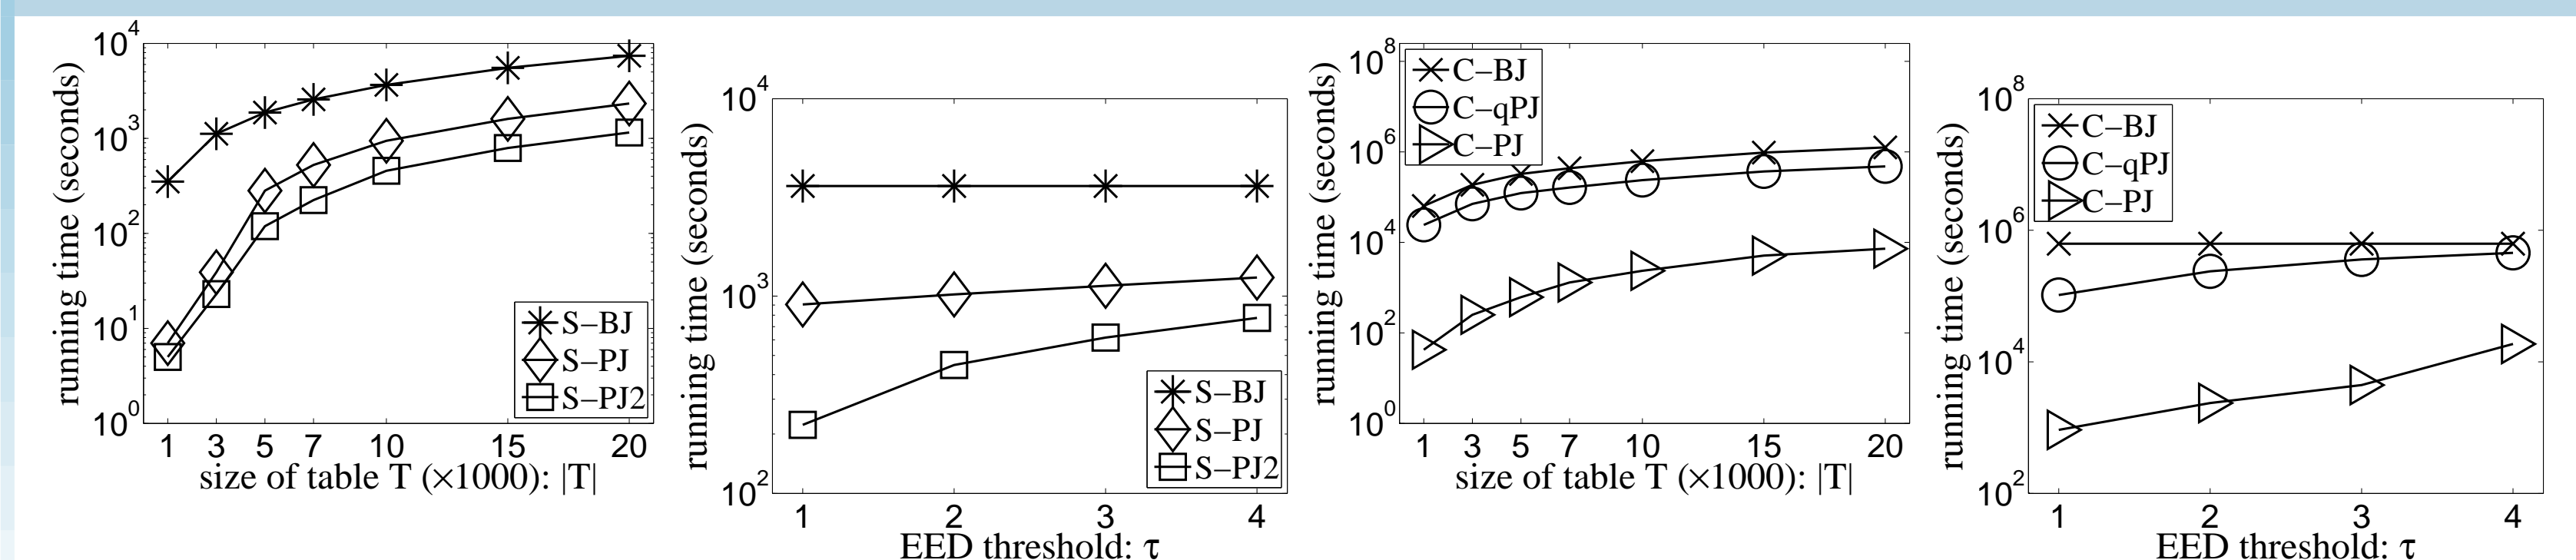 10^4
10^3
10^2
10^1
10^0
running time (seconds)
1 3 5 7 10 15 20
size of table T (×1000): |T|
S−BJ
S−PJ
S−PJ2
10^4
10^3
10^2
running time (seconds)
1 2 3 4
EED threshold: τ
S−BJ
S−PJ
S−PJ2
10^8
10^6
10^4
10^2
10^0
running time (seconds)
1 3 5 7 10 15 20
size of table T (×1000): |T|
C−BJ
C−qPJ
C−PJ
10^8
10^6
10^4
10^2
running time (seconds)
1 2 3 4
EED threshold: τ
C−BJ
C−qPJ
C−PJ